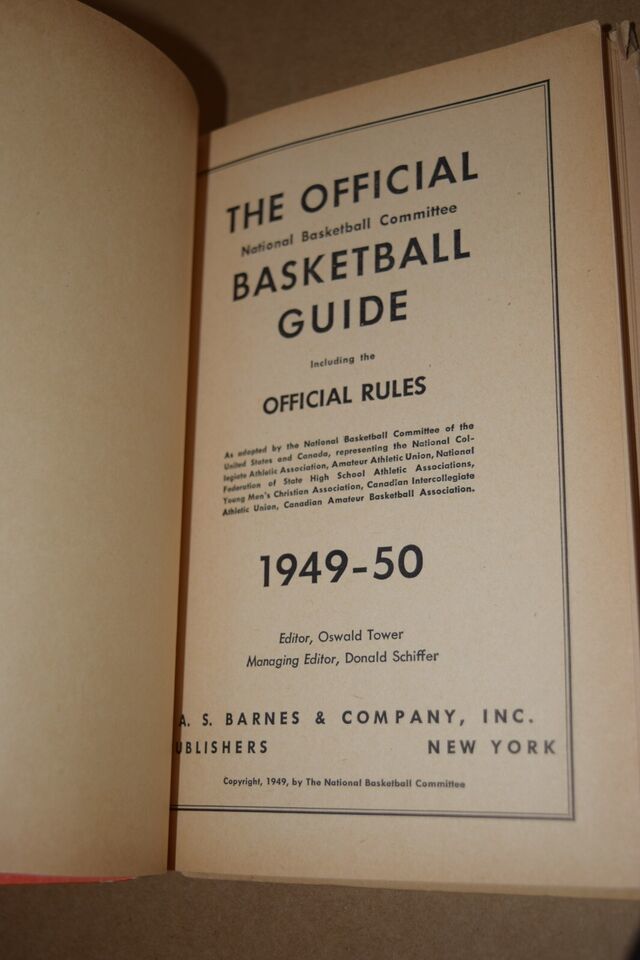 THE OFFICIAL
National Basketball Committee
BASKETBALL
GUIDE
Including the
OFFICIAL RULES
As adopted by the National Basketball Committee of the
United States and Canada, representing the National Col-
legiate Athletic Association, Amateur Athletic Union, National
Federation of State High School Athletic Associations,
Young Men's Christian Association, Canadian Intercollegiate
Athletic Union, Canadian Amateur Basketball Association.
1949-50
Editor, Oswald Tower
Managing Editor, Donald Schiffer
A. S. BARNES & COMPANY, INC.
UBLISHERS NEW YORK
Copyright, 1949, by The National Basketball Committee